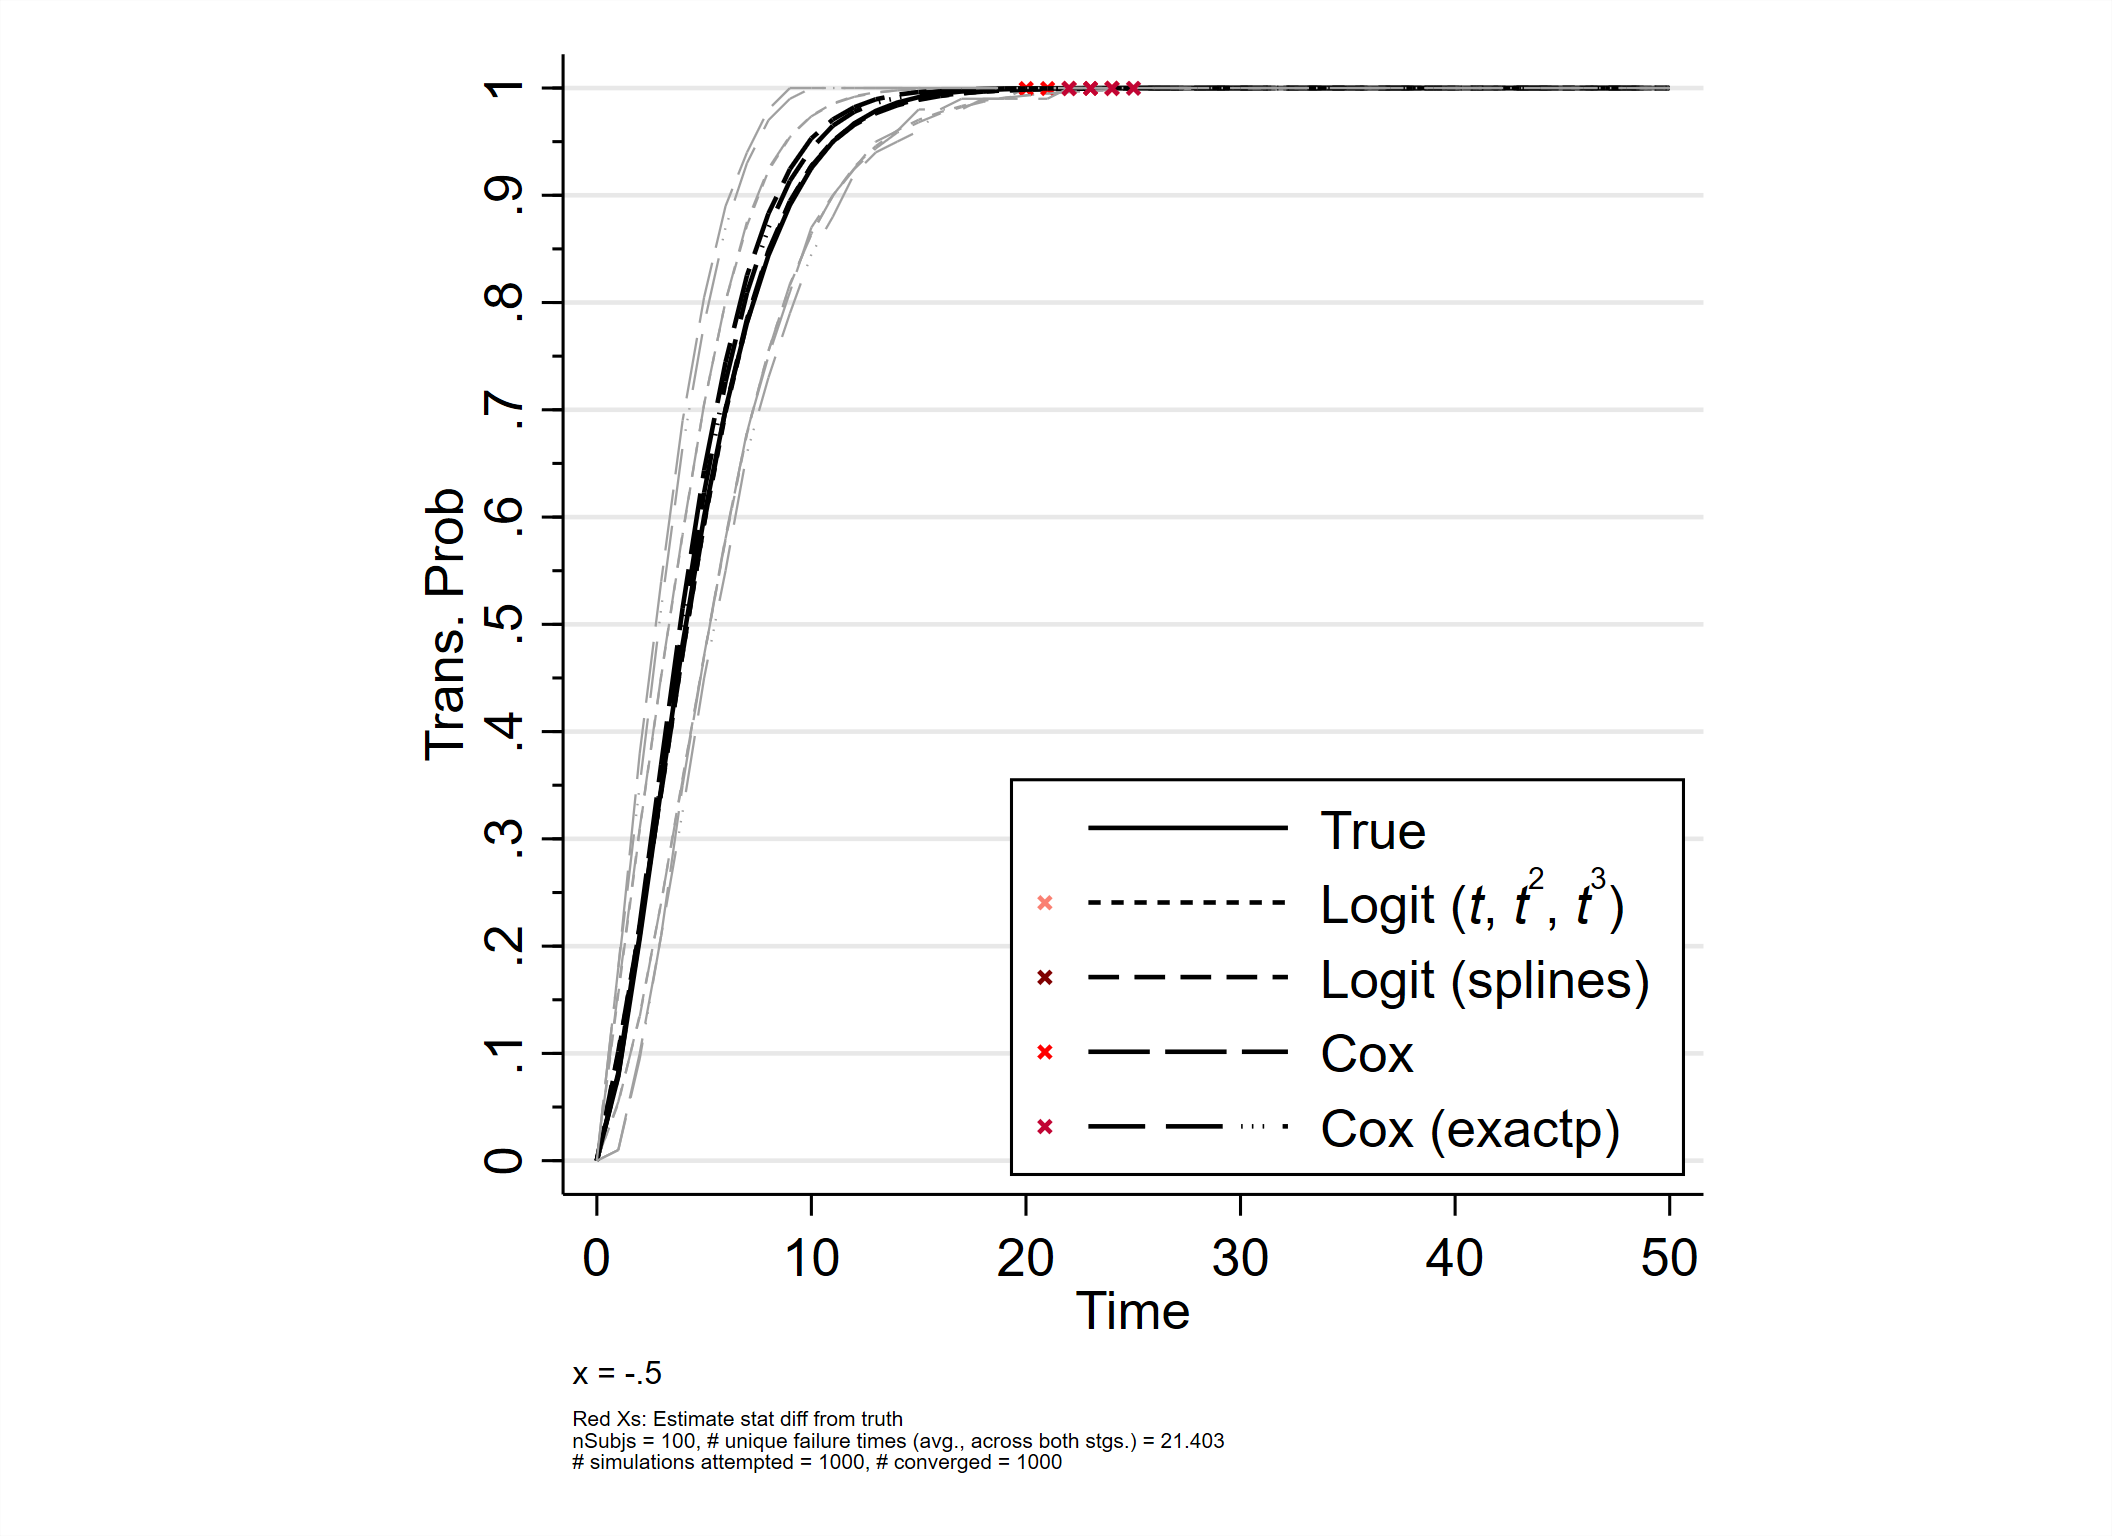 Trans. Prob
1
.9
.8
.7
.6
.5
.4
.3
.2
.1
0
True
Logit (t, t², t³)
Logit (splines)
Cox
Cox (exactp)
0 10 20 30 40 50
Time
x = -.5
Red Xs: Estimate stat diff from truth
nSubjs = 100, # unique failure times (avg., across both stgs.) = 21.403
# simulations attempted = 1000, # converged = 1000